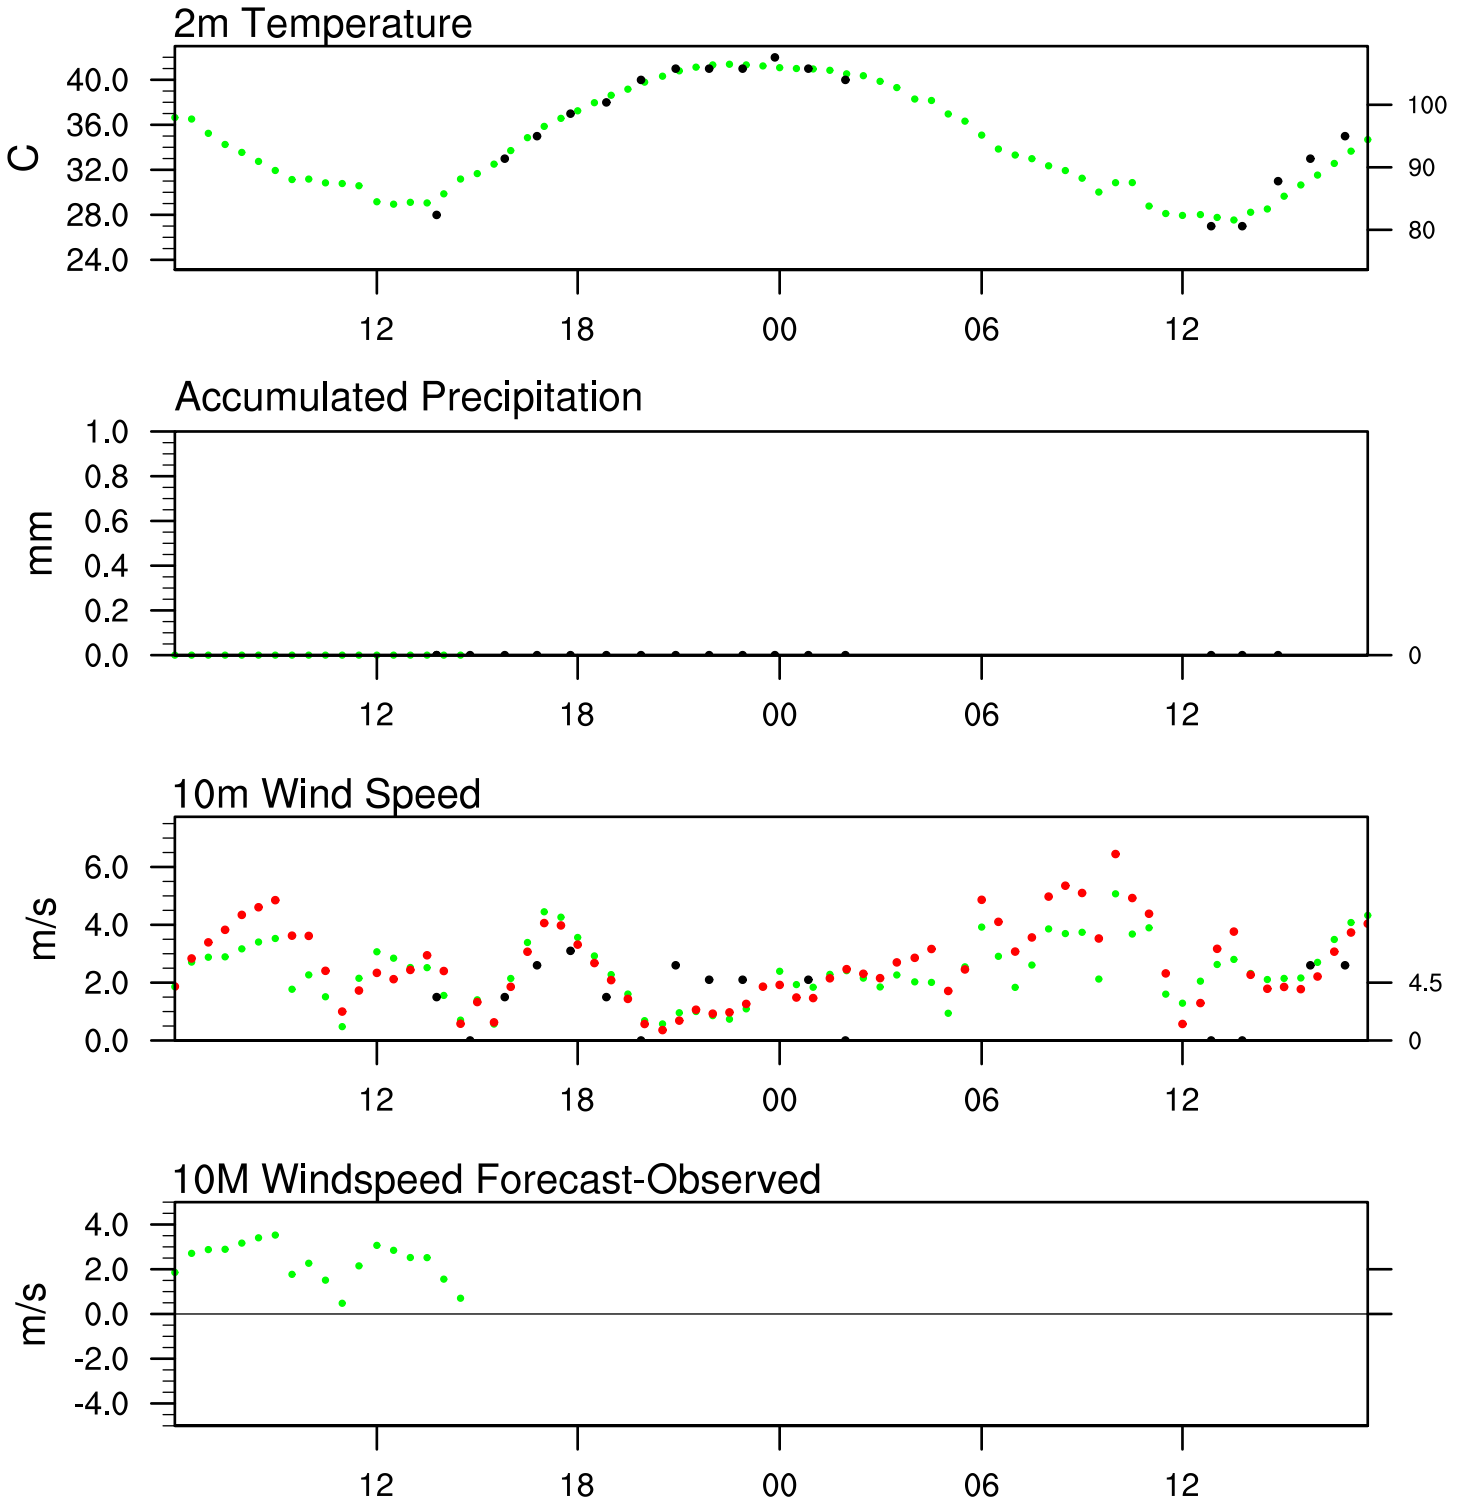 2m Temperature
40.0
36.0
32.0
28.0
24.0
C
100
90
80
12 18 00 06 12
Accumulated Precipitation
1.0
0.8
0.6
0.4
0.2
0.0
mm
0
12 18 00 06 12
10m Wind Speed
6.0
4.0
2.0
0.0
m/s
4.5
0
12 18 00 06 12
10M Windspeed Forecast-Observed
4.0
2.0
0.0
-2.0
-4.0
m/s
12 18 00 06 12